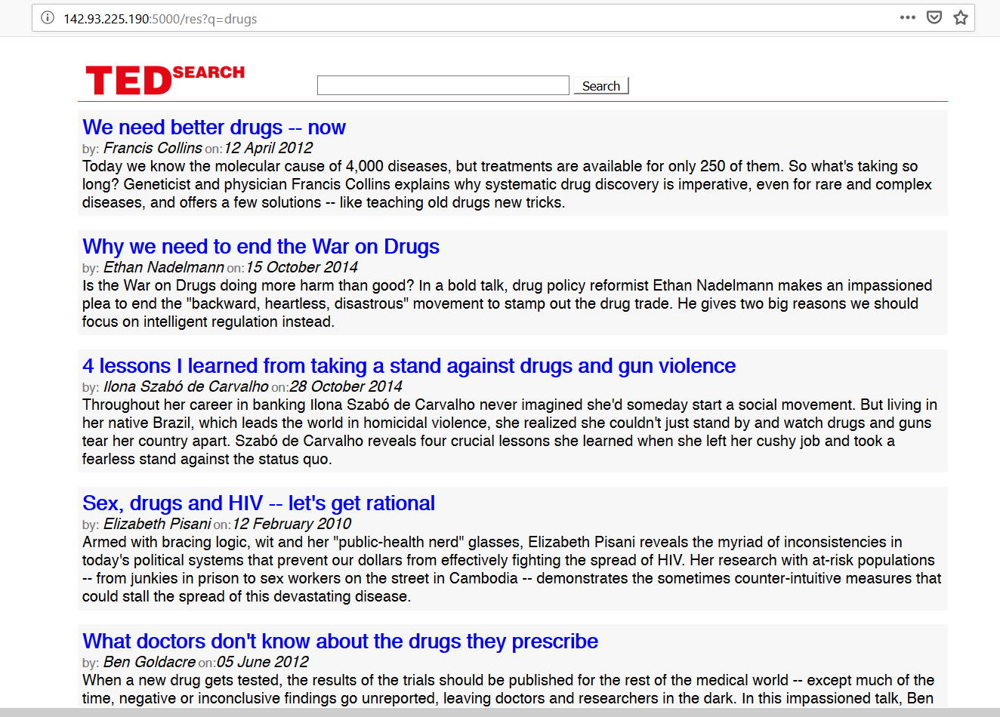 142.93.225.190:5000/res?q=drugs
TED SEARCH
Search
We need better drugs -- now
by: Francis Collins on:12 April 2012
Today we know the molecular cause of 4,000 diseases, but treatments are available for only 250 of them. So what's taking so
long? Geneticist and physician Francis Collins explains why systematic drug discovery is imperative, even for rare and complex
diseases, and offers a few solutions -- like teaching old drugs new tricks.
Why we need to end the War on Drugs
by: Ethan Nadelmann on:15 October 2014
Is the War on Drugs doing more harm than good? In a bold talk, drug policy reformist Ethan Nadelmann makes an impassioned
plea to end the "backward, heartless, disastrous" movement to stamp out the drug trade. He gives two big reasons we should
focus on intelligent regulation instead.
4 lessons I learned from taking a stand against drugs and gun violence
by: Ilona Szabó de Carvalho on:28 October 2014
Throughout her career in banking Ilona Szabó de Carvalho never imagined she'd someday start a social movement. But living in
her native Brazil, which leads the world in homicidal violence, she realized she couldn't just stand by and watch drugs and guns
tear her country apart. Szabó de Carvalho reveals four crucial lessons she learned when she left her cushy job and took a
fearless stand against the status quo.
Sex, drugs and HIV -- let's get rational
by: Elizabeth Pisani on:12 February 2010
Armed with bracing logic, wit and her "public-health nerd" glasses, Elizabeth Pisani reveals the myriad of inconsistencies in
today's political systems that prevent our dollars from effectively fighting the spread of HIV. Her research with at-risk populations
-- from junkies in prison to sex workers on the street in Cambodia -- demonstrates the sometimes counter-intuitive measures that
could stall the spread of this devastating disease.
What doctors don't know about the drugs they prescribe
by: Ben Goldacre on:05 June 2012
When a new drug gets tested, the results of the trials should be published for the rest of the medical world -- except much of the
time, negative or inconclusive findings go unreported, leaving doctors and researchers in the dark. In this impassioned talk, Ben